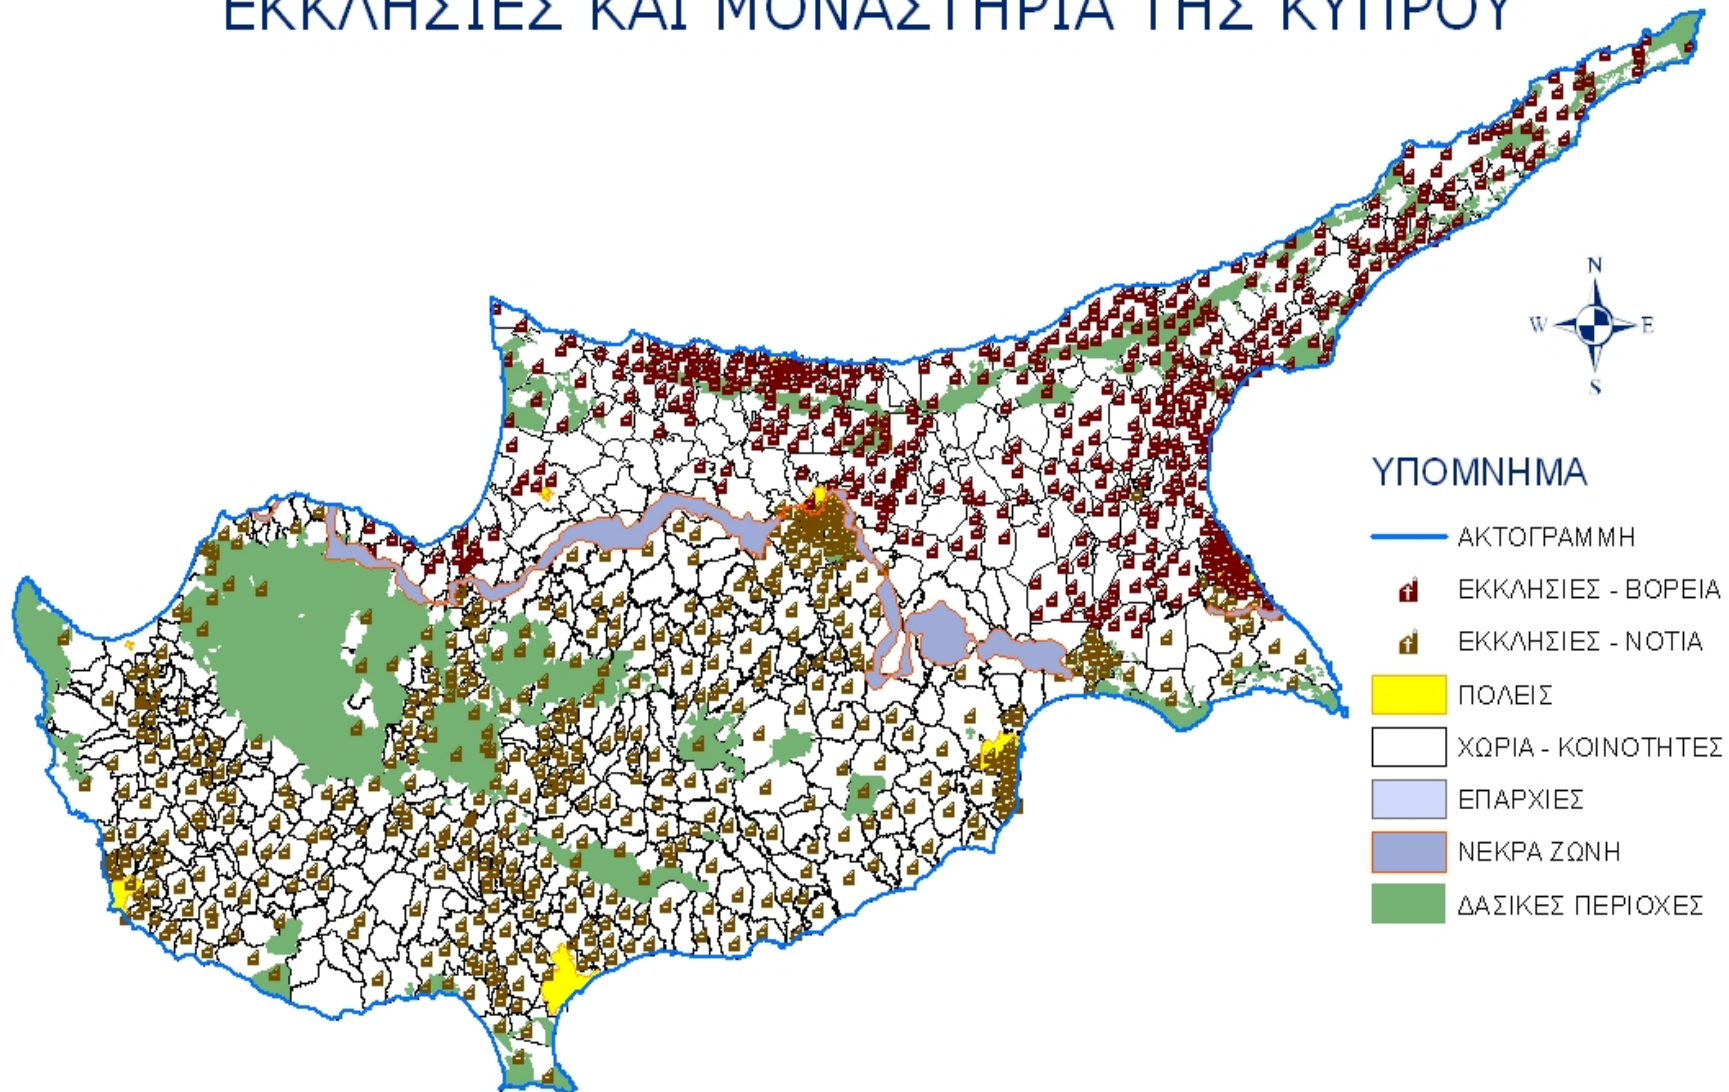 ΕΚΚΛΗΣΙΕΣ ΚΑΙ ΜΟΝΑΣΤΗΡΙΑ ΤΗΣ ΚΥΠΡΟΥ
N
W E
S
ΥΠΟΜΝΗΜΑ
ΑΚΤΟΓΡΑΜΜΗ
ΕΚΚΛΗΣΙΕΣ - ΒΟΡΕΙΑ
ΕΚΚΛΗΣΙΕΣ - ΝΟΤΙΑ
ΠΟΛΕΙΣ
ΧΩΡΙΑ - ΚΟΙΝΟΤΗΤΕΣ
ΕΠΑΡΧΙΕΣ
ΝΕΚΡΑ ΖΩΝΗ
ΔΑΣΙΚΕΣ ΠΕΡΙΟΧΕΣ